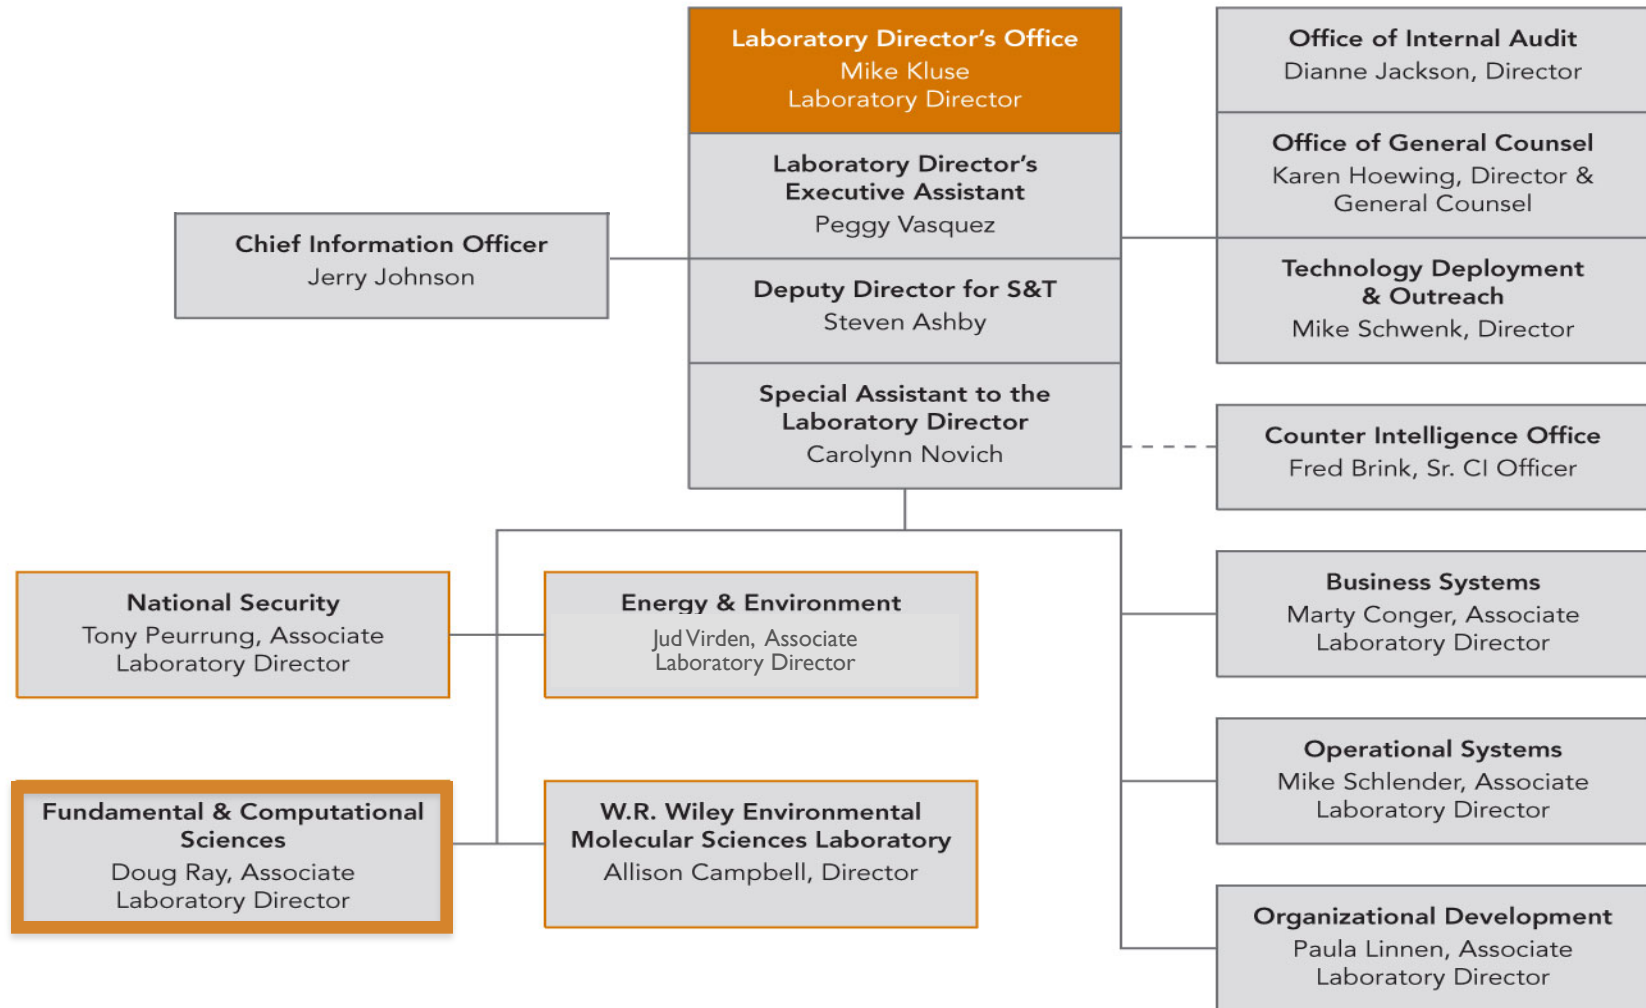 Laboratory Director's Office
Mike Kluse
Laboratory Director
Laboratory Director's
Executive Assistant
Peggy Vasquez
Deputy Director for S&T
Steven Ashby
Special Assistant to the
Laboratory Director
Carolynn Novich
Chief Information Officer
Jerry Johnson
Office of Internal Audit
Dianne Jackson, Director
Office of General Counsel
Karen Hoewing, Director &
General Counsel
Technology Deployment
& Outreach
Mike Schwenk, Director
Counter Intelligence Office
Fred Brink, Sr. CI Officer
National Security
Tony Peurrung, Associate
Laboratory Director
Energy & Environment
Jud Virden, Associate
Laboratory Director
Fundamental & Computational
Sciences
Doug Ray, Associate
Laboratory Director
W.R. Wiley Environmental
Molecular Sciences Laboratory
Allison Campbell, Director
Business Systems
Marty Conger, Associate
Laboratory Director
Operational Systems
Mike Schlender, Associate
Laboratory Director
Organizational Development
Paula Linnen, Associate
Laboratory Director